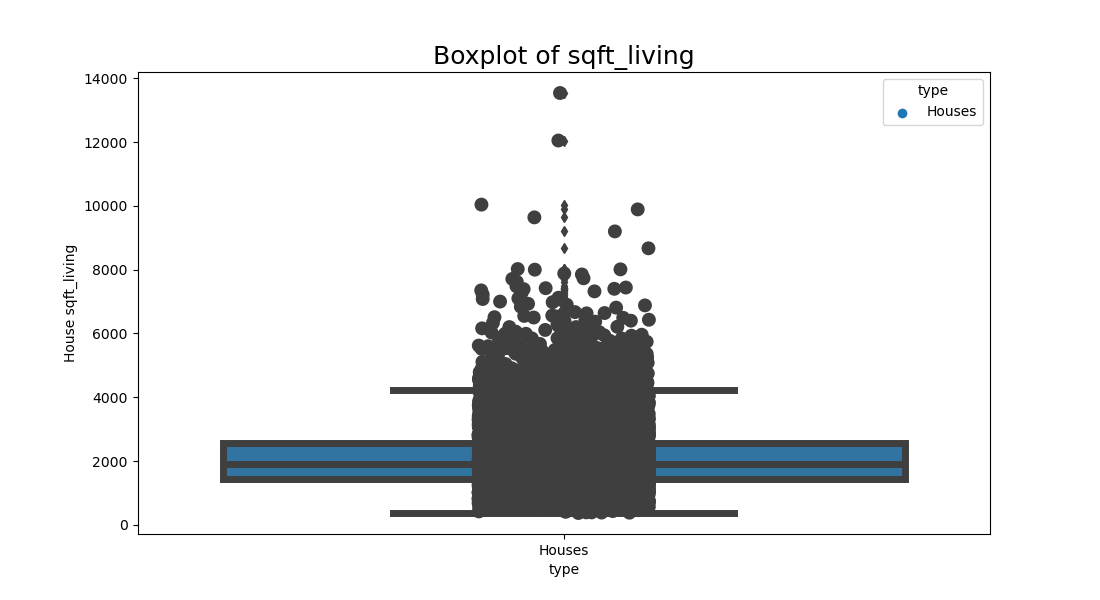 Boxplot of sqft_living
14000
12000
10000
8000
6000
4000
2000
0
House sqft_living
type
Houses
Houses
type